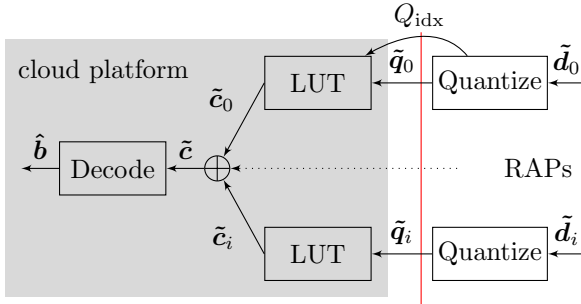 Q_idx
cloud platform
LUT
q̃_0
Quantize
d̃_0
c̃_0
b̂
Decode
c̃
RAPs
c̃_i
LUT
q̃_i
Quantize
d̃_i